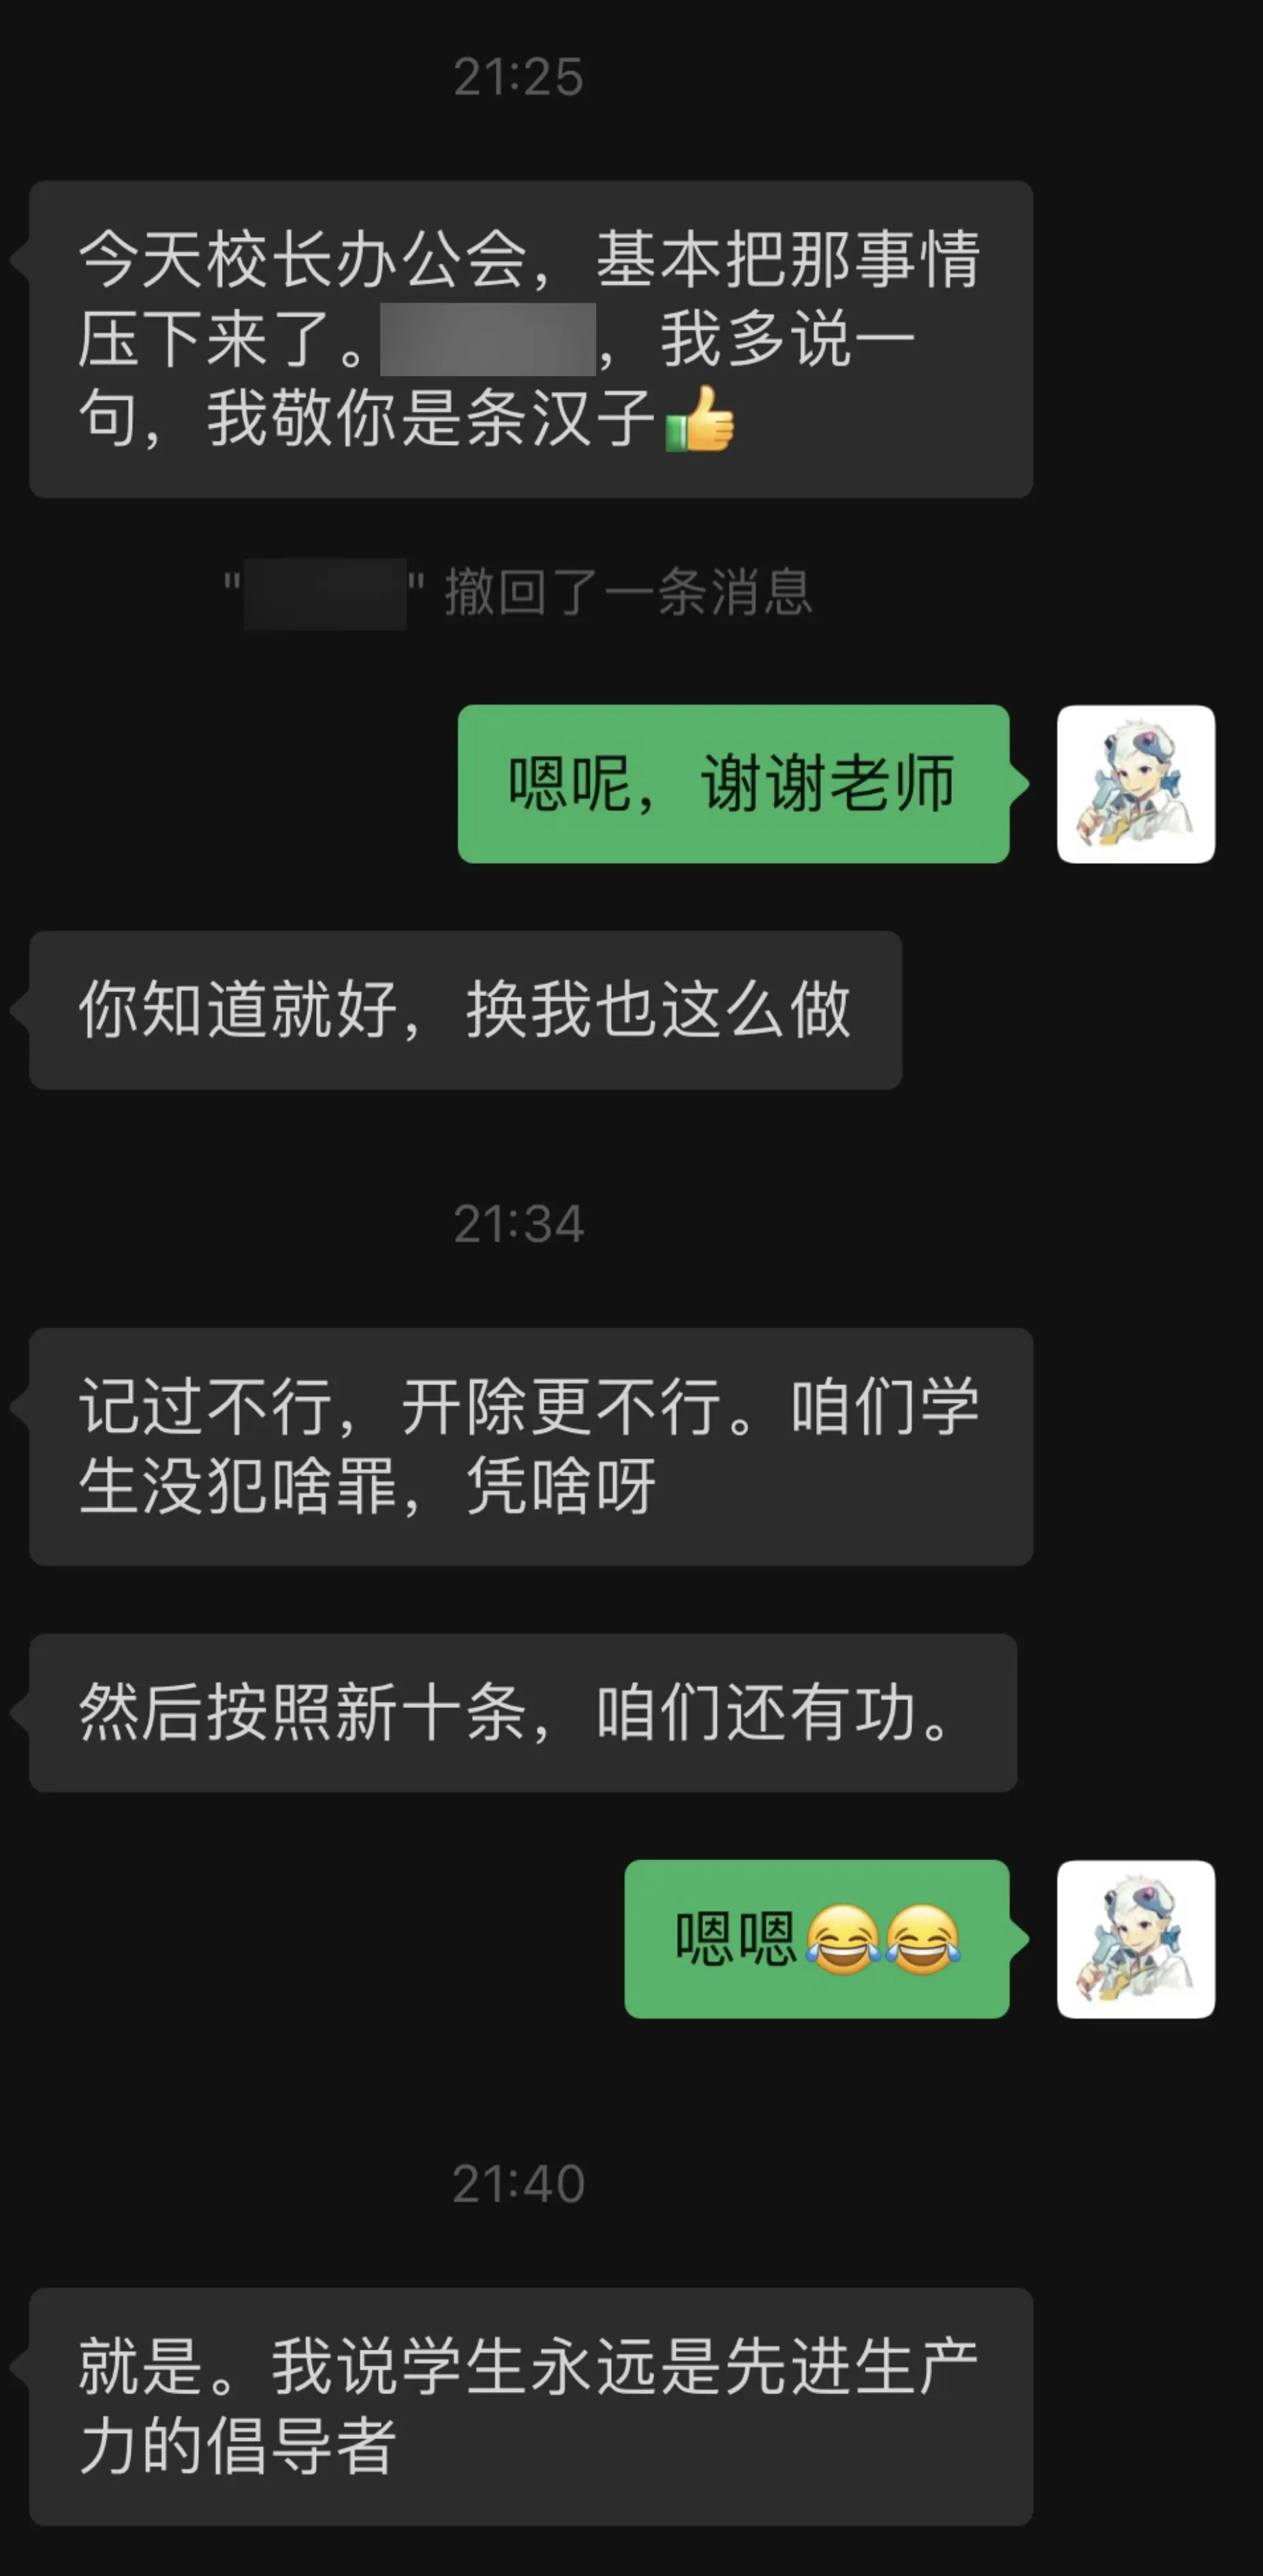 21:25
今天校长办公会，基本把那事情
压下来了。，我多说一
句，我敬你是条汉子👍
"" 撤回了一条消息
嗯呢，谢谢老师
你知道就好，换我也这么做
21:34
记过不行，开除更不行。咱们学
生没犯啥罪，凭啥呀
然后按照新十条，咱们还有功。
嗯嗯😂😂
21:40
就是。我说学生永远是先进生产
力的倡导者